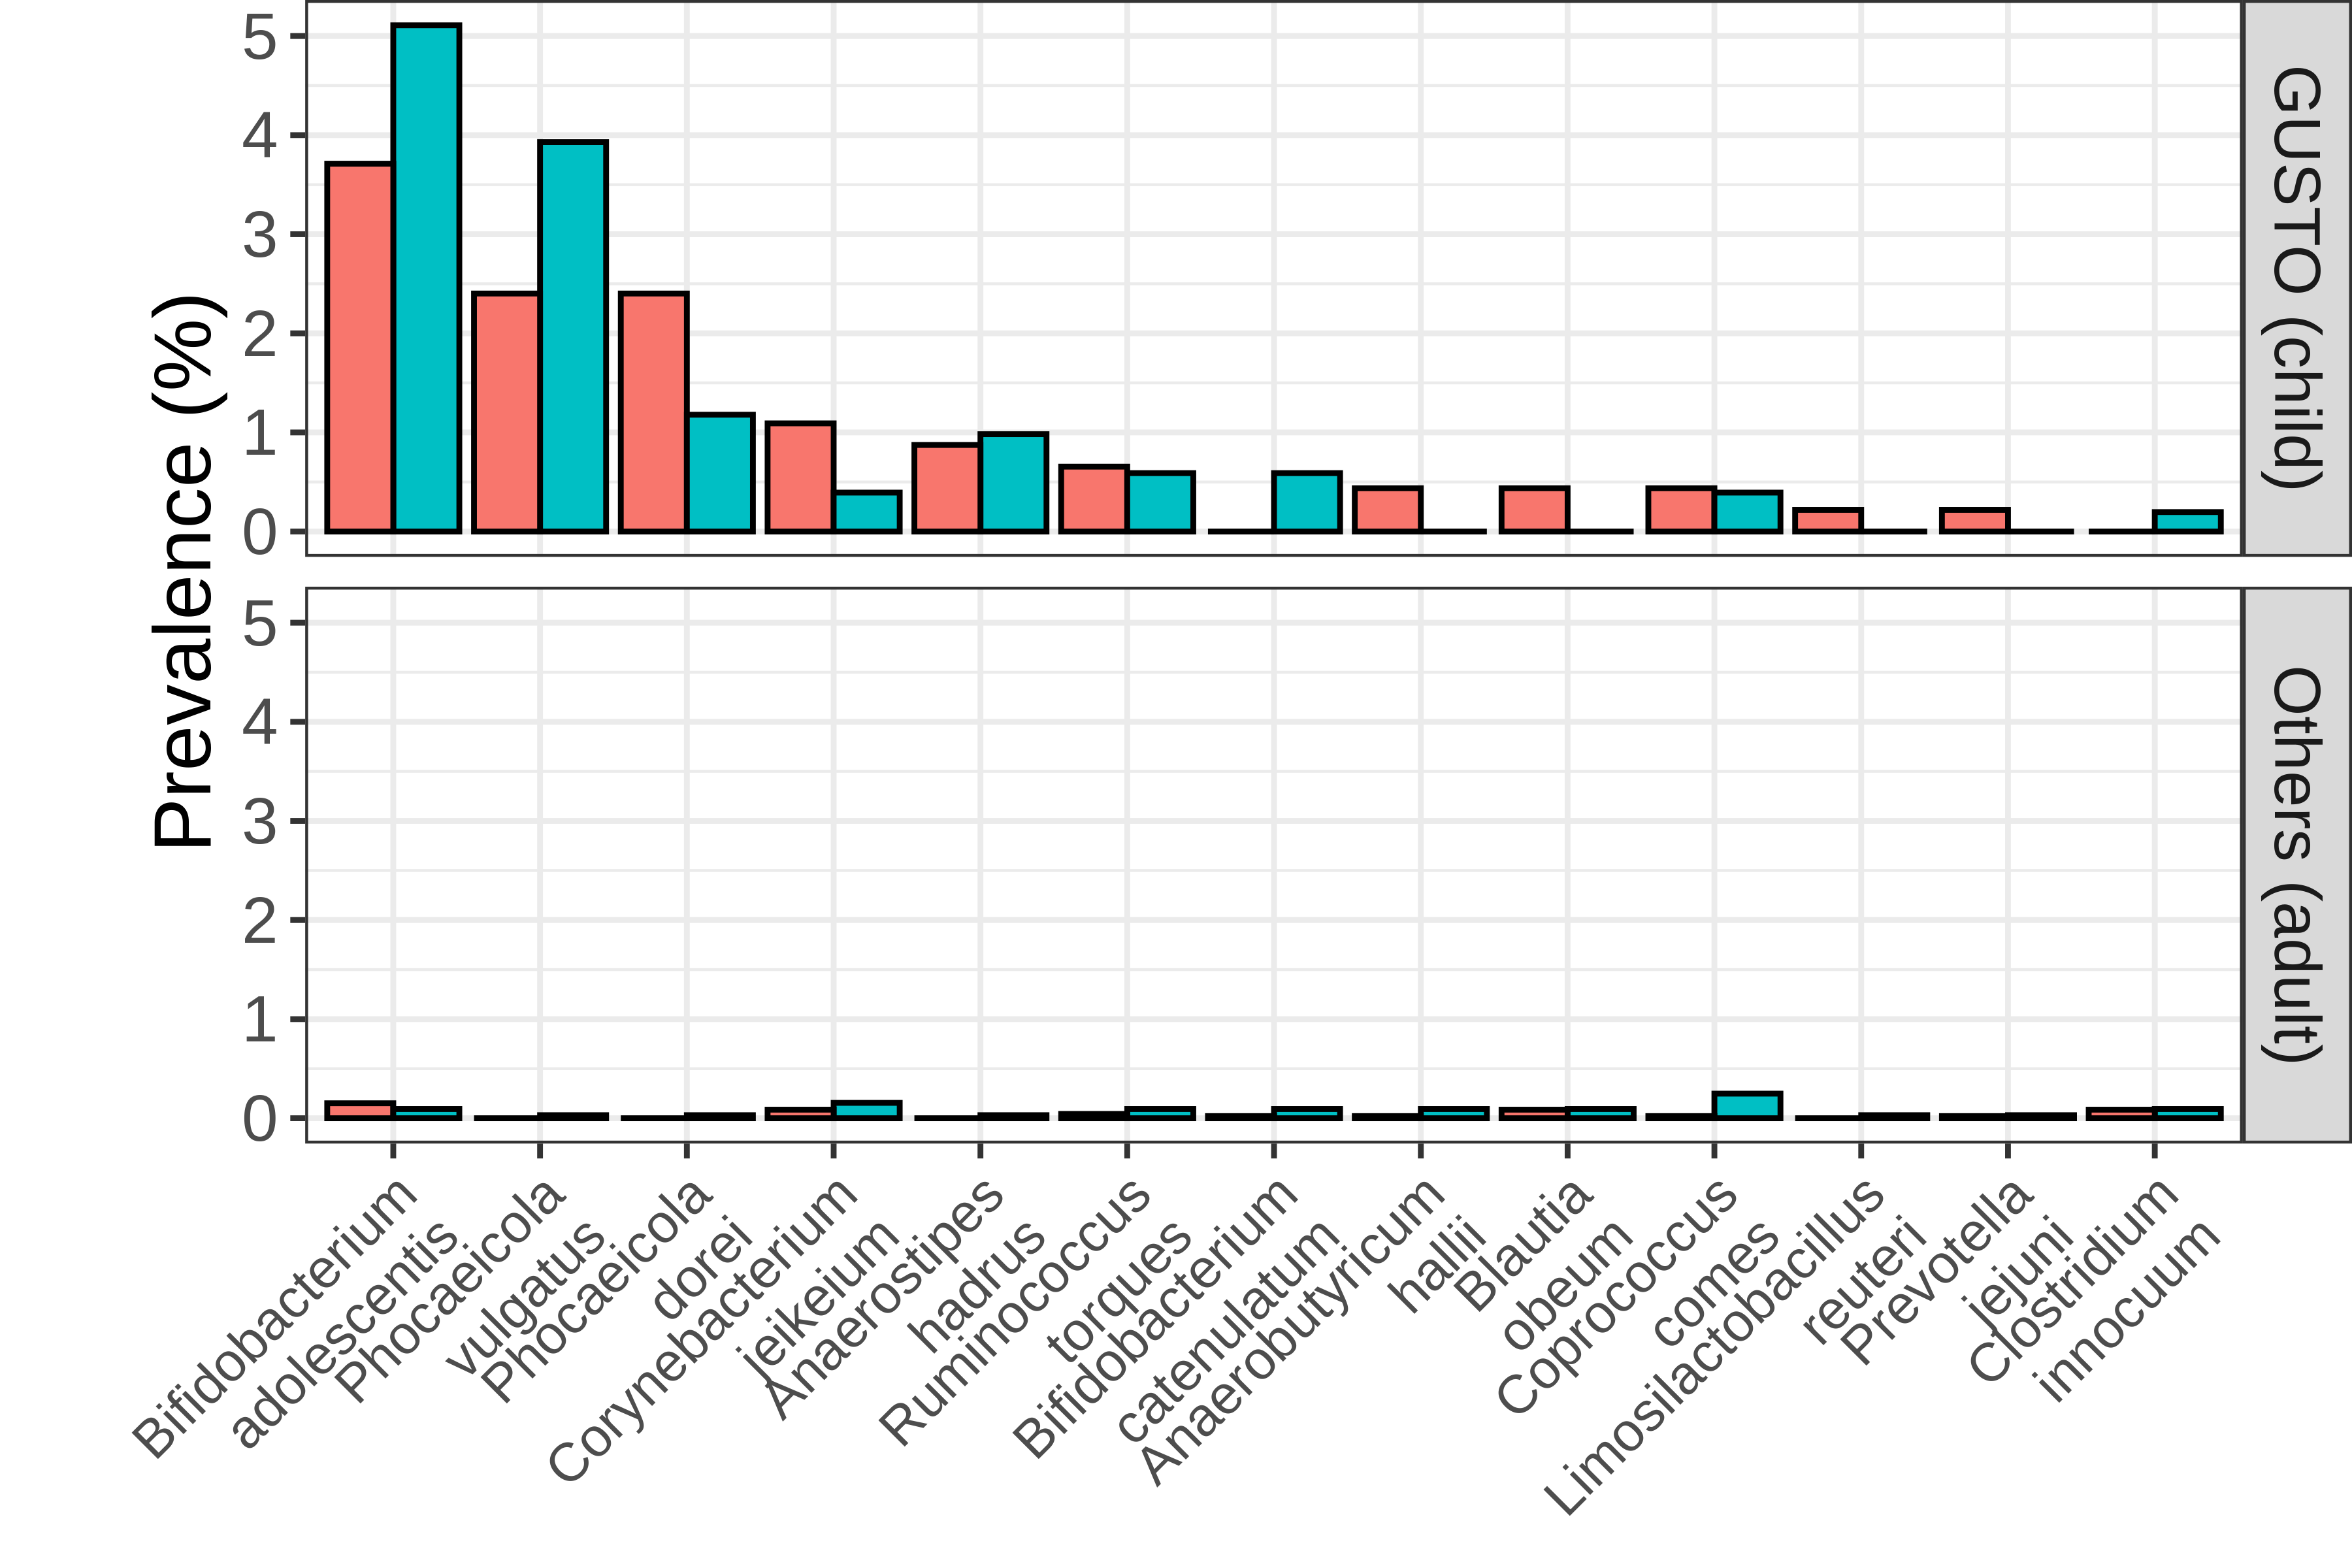 Prevalence (%)
5
4
3
2
1
0
GUSTO (child)
5
4
3
2
1
0
Others (adult)
Bifidobacterium
adolescentis
Phocaeicola
vulgatus
Phocaeicola
dorei
Corynebacterium
jeikeium
Anaerostipes
hadrus
Ruminococcus
torques
Bifidobacterium
catenulatum
Anaerobutyricum
hallii
Blautia
obeum
Coprococcus
comes
Limosilactobacillus
reuteri
Prevotella
jejuni
Clostridium
innocuum